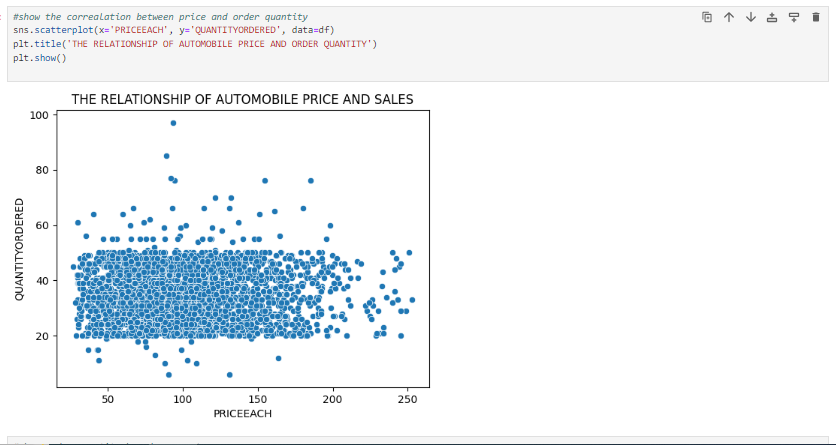 #show the correalation between price and order quantity
sns.scatterplot(x='PRICEEACH', y='QUANTITYORDERED', data=df)
plt.title('THE RELATIONSHIP OF AUTOMOBILE PRICE AND ORDER QUANTITY')
plt.show()
THE RELATIONSHIP OF AUTOMOBILE PRICE AND SALES
100
80
60
40
20
QUANTITYORDERED
50 100 150 200 250
PRICEEACH